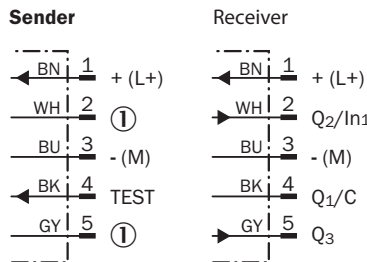 Sender Receiver
BN 1 + (L+) BN 1 + (L+)
WH 2 ① WH 2 Q2/In1
BU 3 - (M) BU 3 - (M)
BK 4 TEST BK 4 Q1/C
GY 5 ① GY 5 Q3